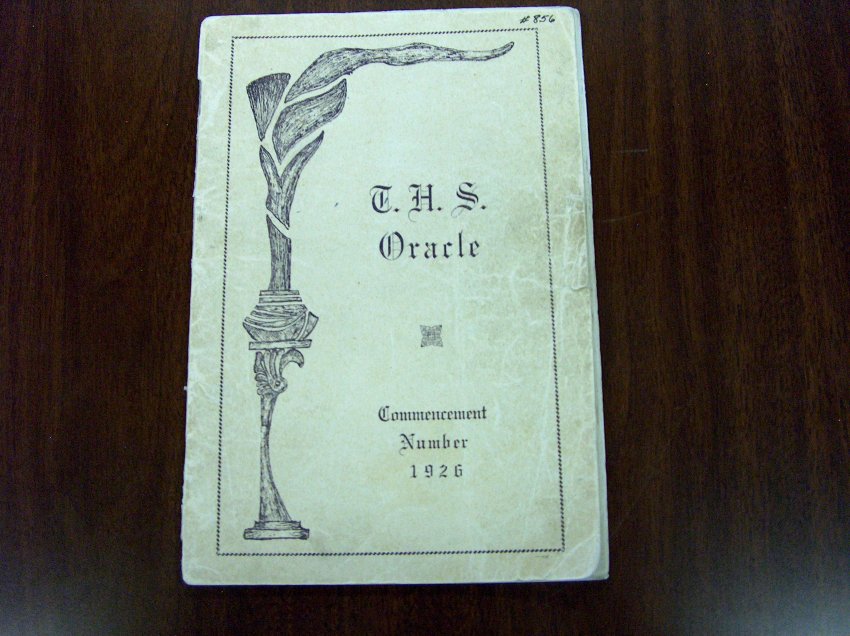 # 856
T. H. S.
Oracle
Commencement
Number
1926